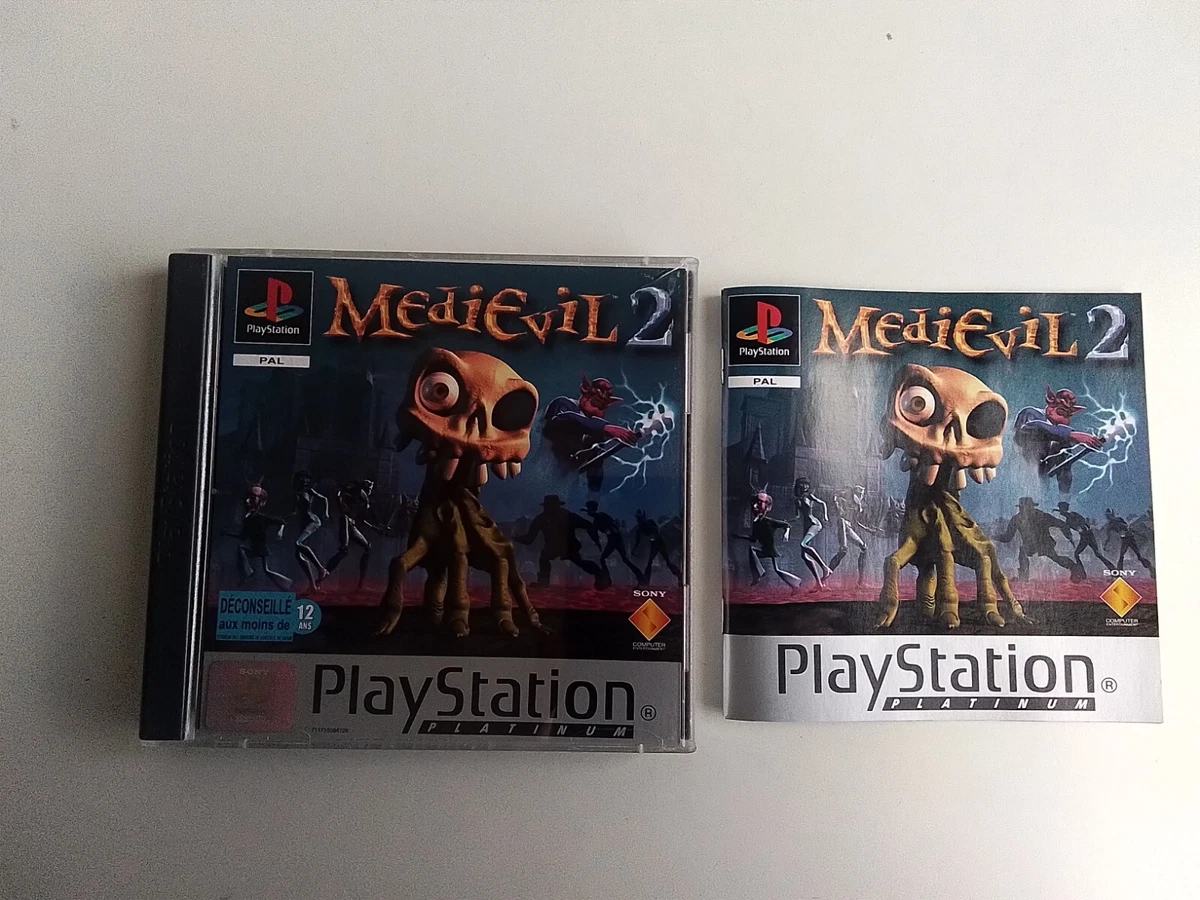 PlayStation
PAL
MediEvil 2
DÉCONSEILLÉ
aux moins de
12
ANS
SONY
COMPUTER
ENTERTAINMENT
SONY
PlayStation®
PLATINUM
PlayStation
PAL
MediEvil 2
SONY
COMPUTER
ENTERTAINMENT
PlayStation®
PLATINUM